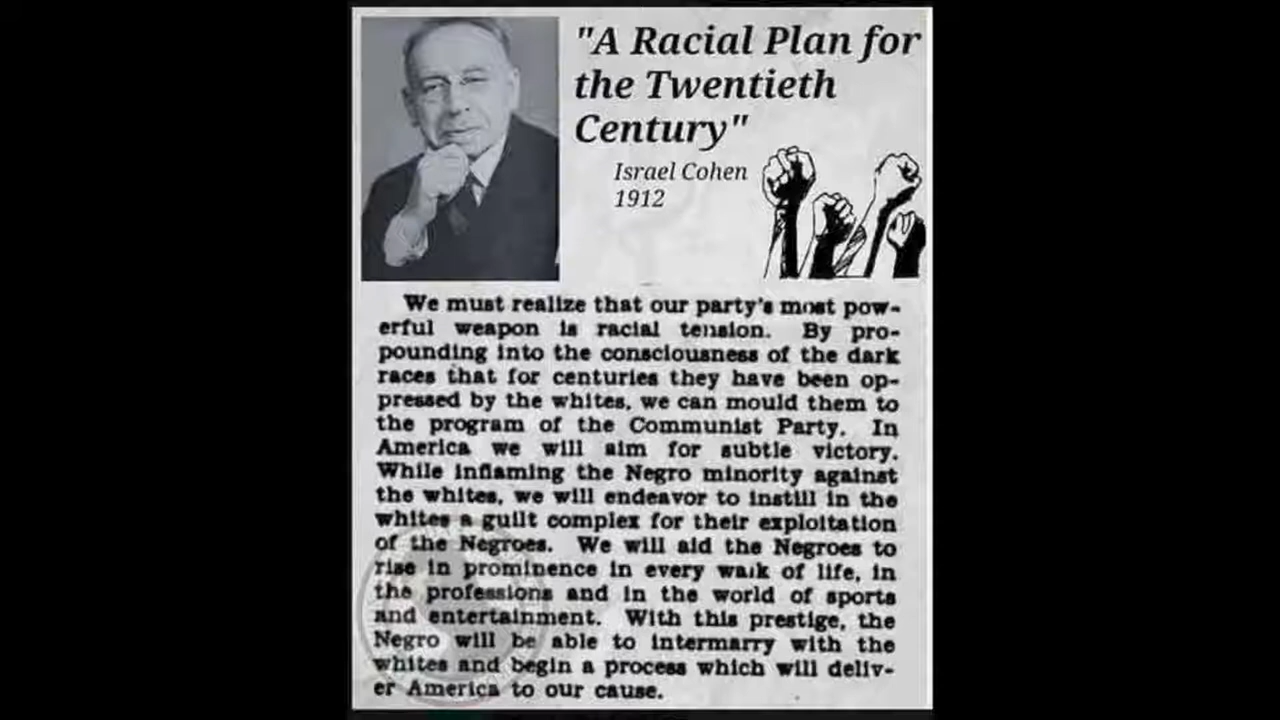 "A Racial Plan for
the Twentieth
Century"
Israel Cohen
1912
We must realize that our party's most pow-
erful weapon is racial tension. By pro-
pounding into the consciousness of the dark
races that for centuries they have been op-
pressed by the whites, we can mould them to
the program of the Communist Party. In
America we will aim for subtle victory.
While inflaming the Negro minority against
the whites, we will endeavor to instill in the
whites a guilt complex for their exploitation
of the Negroes. We will aid the Negroes to
rise in prominence in every walk of life, in
the professions and in the world of sports
and entertainment. With this prestige, the
Negro will be able to intermarry with the
whites and begin a process which will deliv-
er America to our cause.